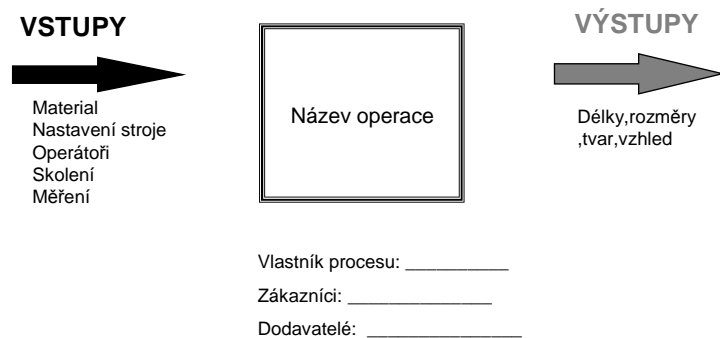 VSTUPY
VÝSTUPY
Material
Nastavení stroje
Operátoři
Skolení
Měření
Název operace
Délky,rozměry
,tvar,vzhled
Vlastník procesu: __________
Zákazníci: ______________
Dodavatelé: _______________